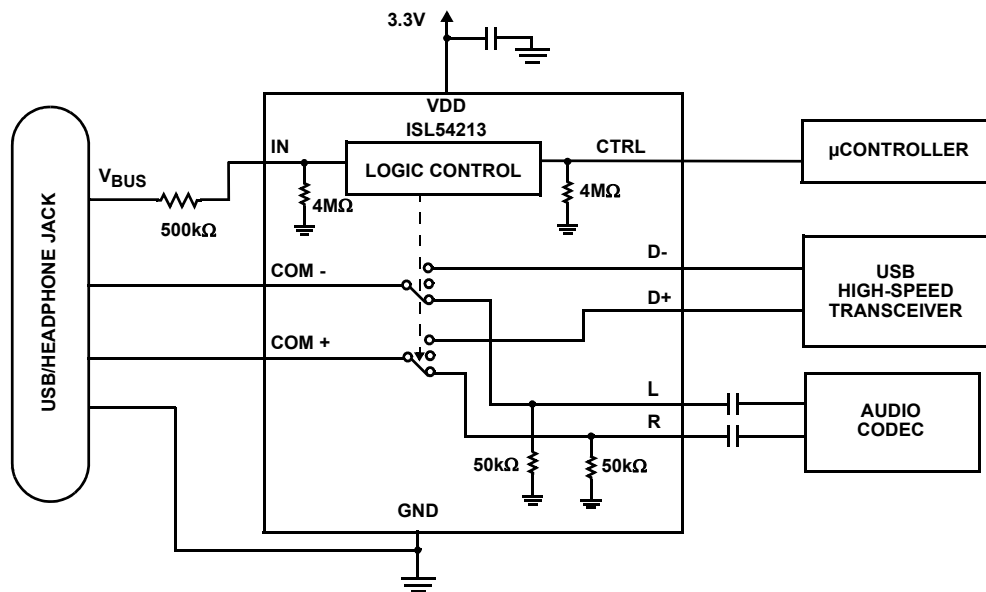 3.3V
VDD
ISL54213
IN
LOGIC CONTROL
CTRL
µCONTROLLER
VBUS
500kΩ
4MΩ
4MΩ
USB/HEADPHONE JACK
COM -
COM +
D-
D+
USB
HIGH-SPEED
TRANSCEIVER
L
R
AUDIO
CODEC
50kΩ
50kΩ
GND